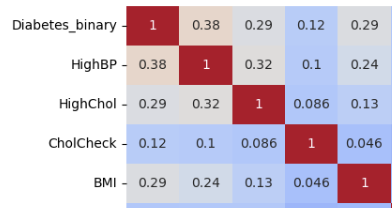 Diabetes_binary 1 0.38 0.29 0.12 0.29
HighBP 0.38 1 0.32 0.1 0.24
HighChol 0.29 0.32 1 0.086 0.13
CholCheck 0.12 0.1 0.086 1 0.046
BMI 0.29 0.24 0.13 0.046 1